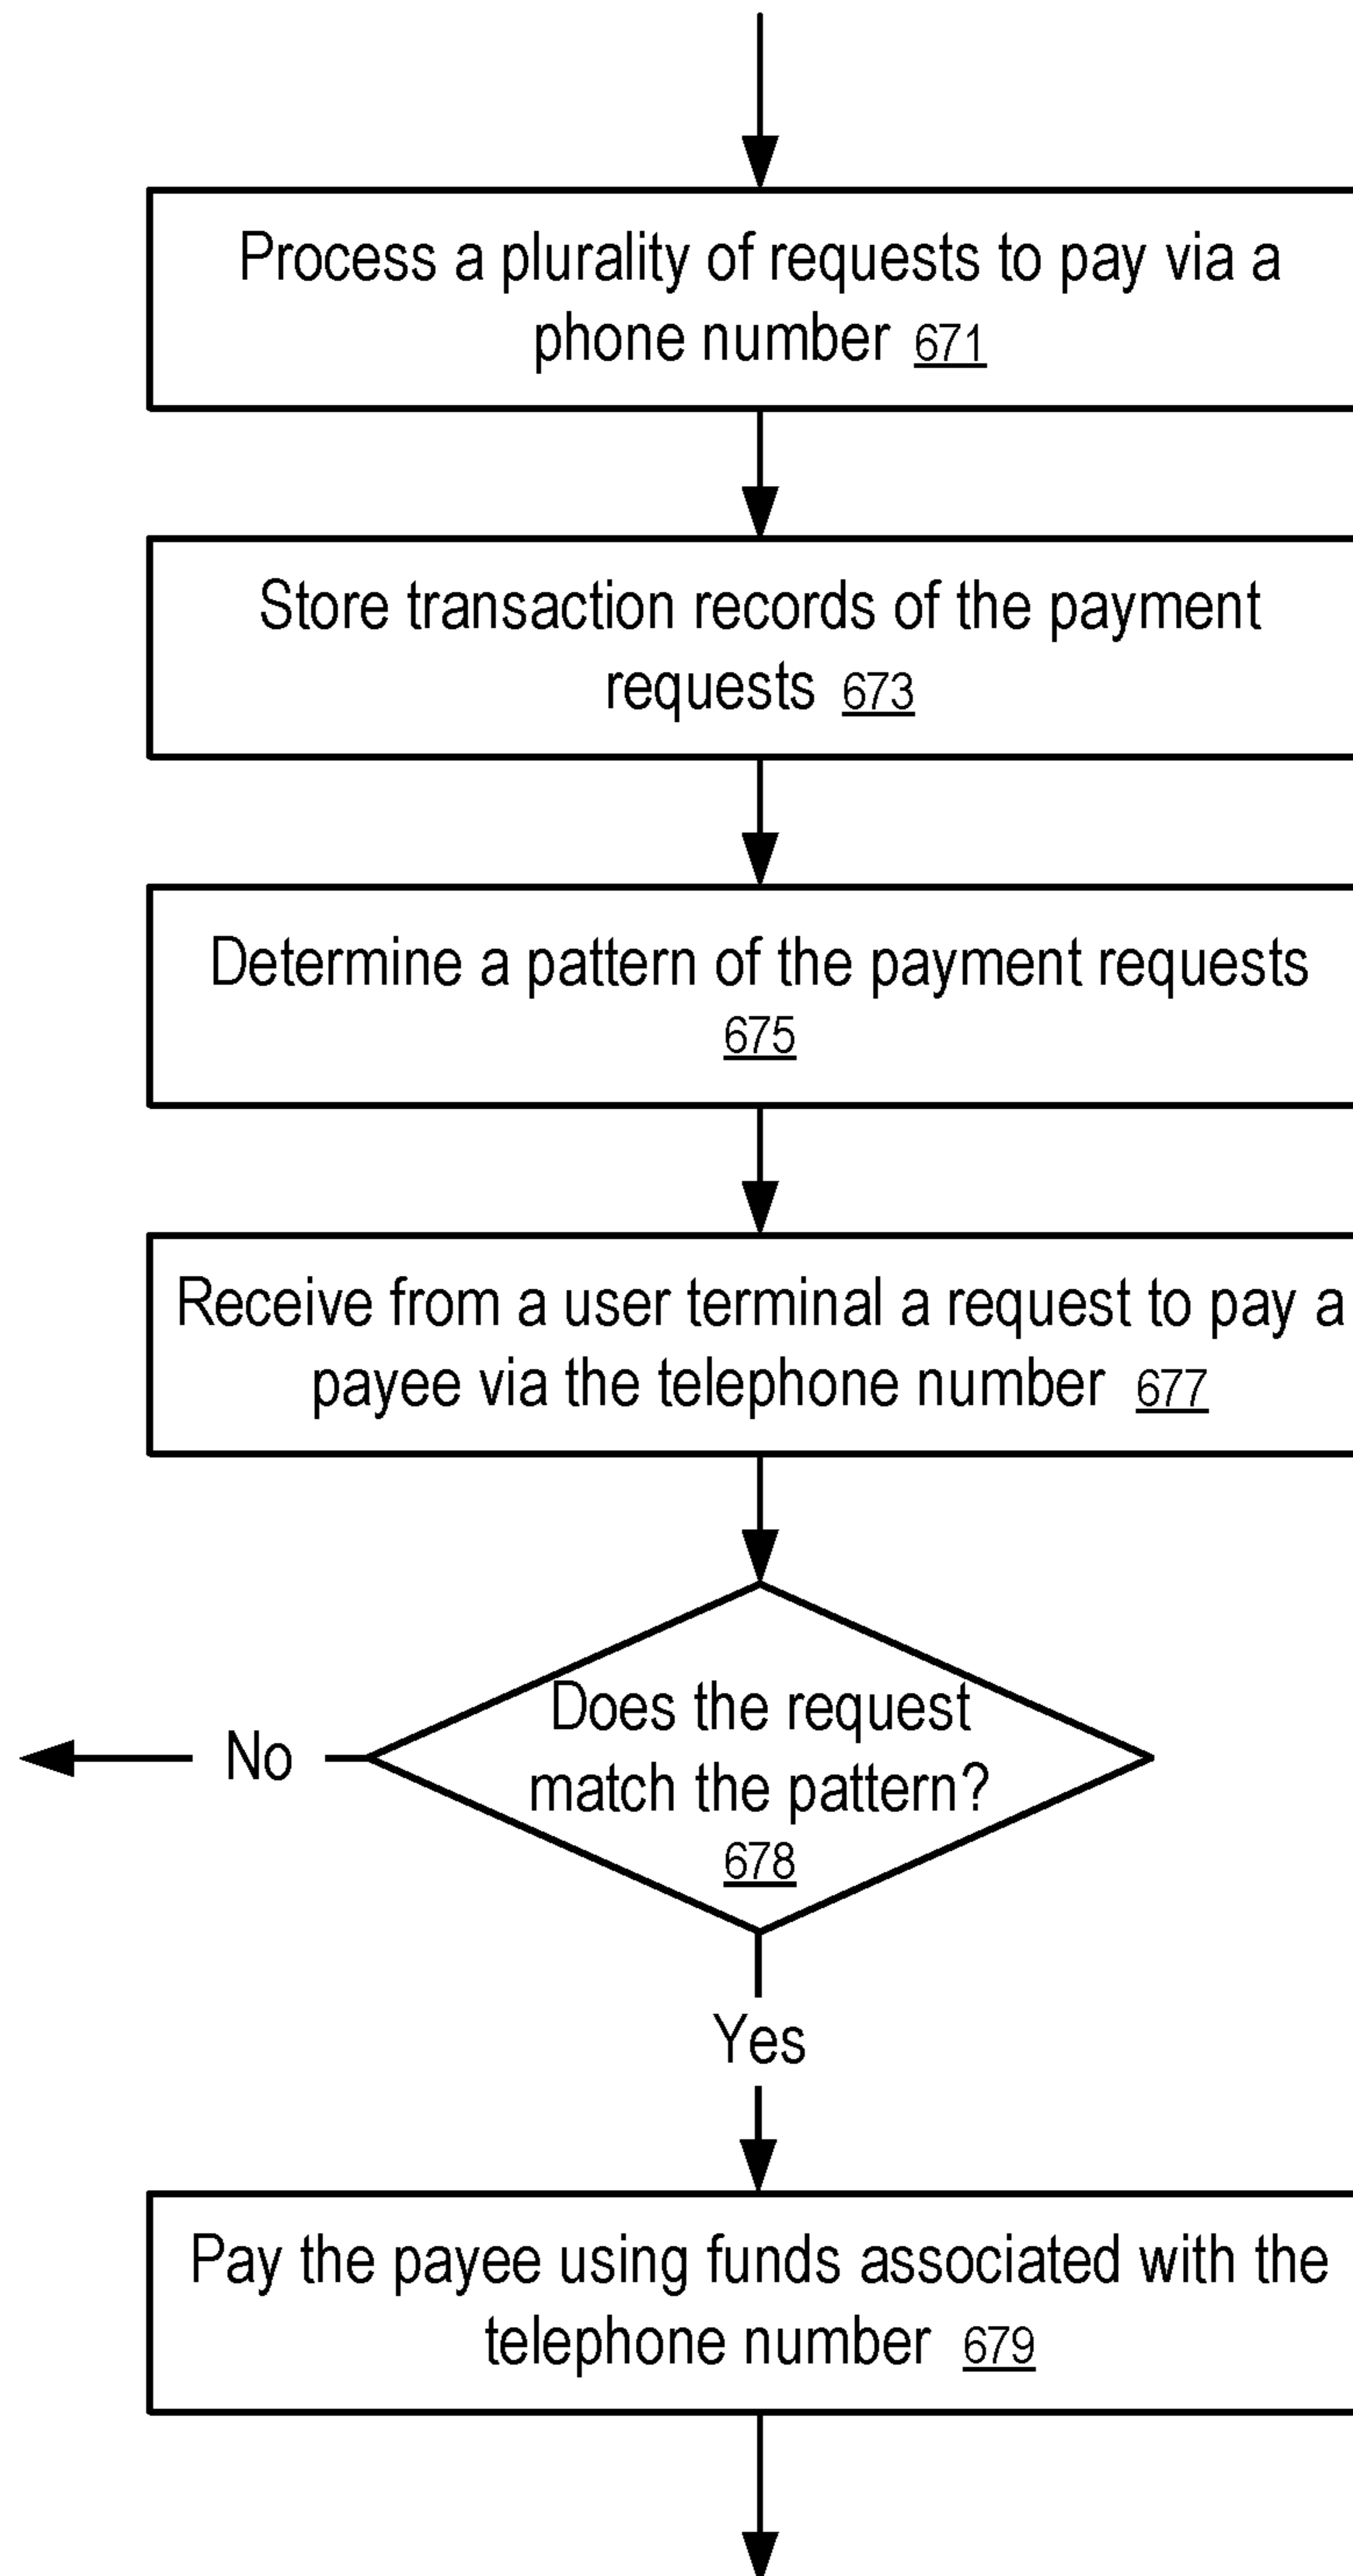 Process a plurality of requests to pay via a
phone number 671
Store transaction records of the payment
requests 673
Determine a pattern of the payment requests
675
Receive from a user terminal a request to pay a
payee via the telephone number 677
Does the request
match the pattern?
678
No
Yes
Pay the payee using funds associated with the
telephone number 679